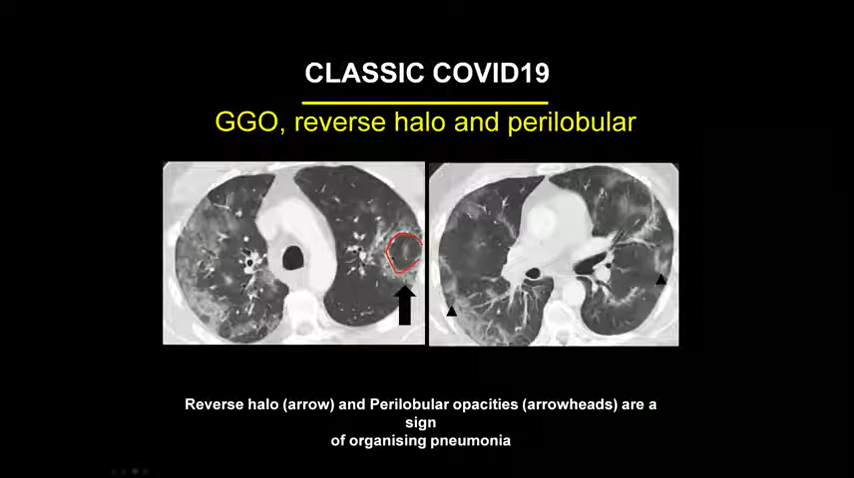 CLASSIC COVID19
GGO, reverse halo and perilobular
Reverse halo (arrow) and Perilobular opacities (arrowheads) are a
sign
of organising pneumonia